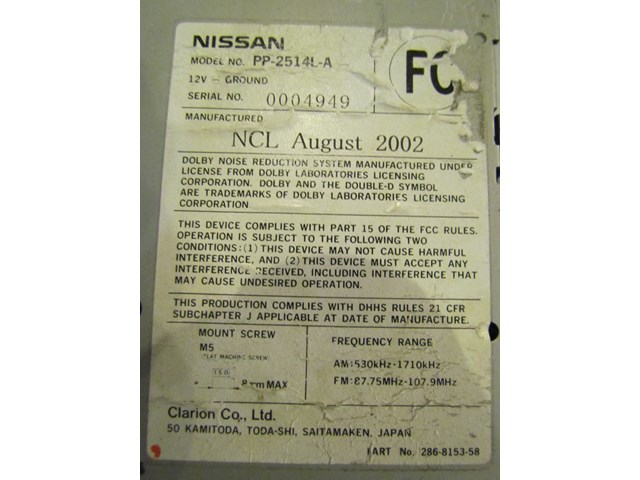 NISSAN
MODEL NO. PP-2514L-A
12V – GROUND
SERIAL NO. 0004949
FC
MANUFACTURED
NCL August 2002
DOLBY NOISE REDUCTION SYSTEM MANUFACTURED UNDER
LICENSE FROM DOLBY LABORATORIES LICENSING
CORPORATION. DOLBY AND THE DOUBLE-D SYMBOL
ARE TRADEMARKS OF DOLBY LABORATORIES LICENSING
CORPORATION
THIS DEVICE COMPLIES WITH PART 15 OF THE FCC RULES.
OPERATION IS SUBJECT TO THE FOLLOWING TWO
CONDITIONS:(1) THIS DEVICE MAY NOT CAUSE HARMFUL
INTERFERENCE, AND (2) THIS DEVICE MUST ACCEPT ANY
INTERFERENCE RECEIVED, INCLUDING INTERFERENCE THAT
MAY CAUSE UNDESIRED OPERATION.
THIS PRODUCTION COMPLIES WITH DHHS RULES 21 CFR
SUBCHAPTER J APPLICABLE AT DATE OF MANUFACTURE.
MOUNT SCREW
M5
FLAT MACHINE SCREW
ISO
8 mm MAX
FREQUENCY RANGE
AM:530kHz-1710kHz
FM:87.75MHz-107.9MHz
Clarion Co., Ltd.
50 KAMITODA, TODA-SHI, SAITAMAKEN, JAPAN
PART No. 286-8153-58